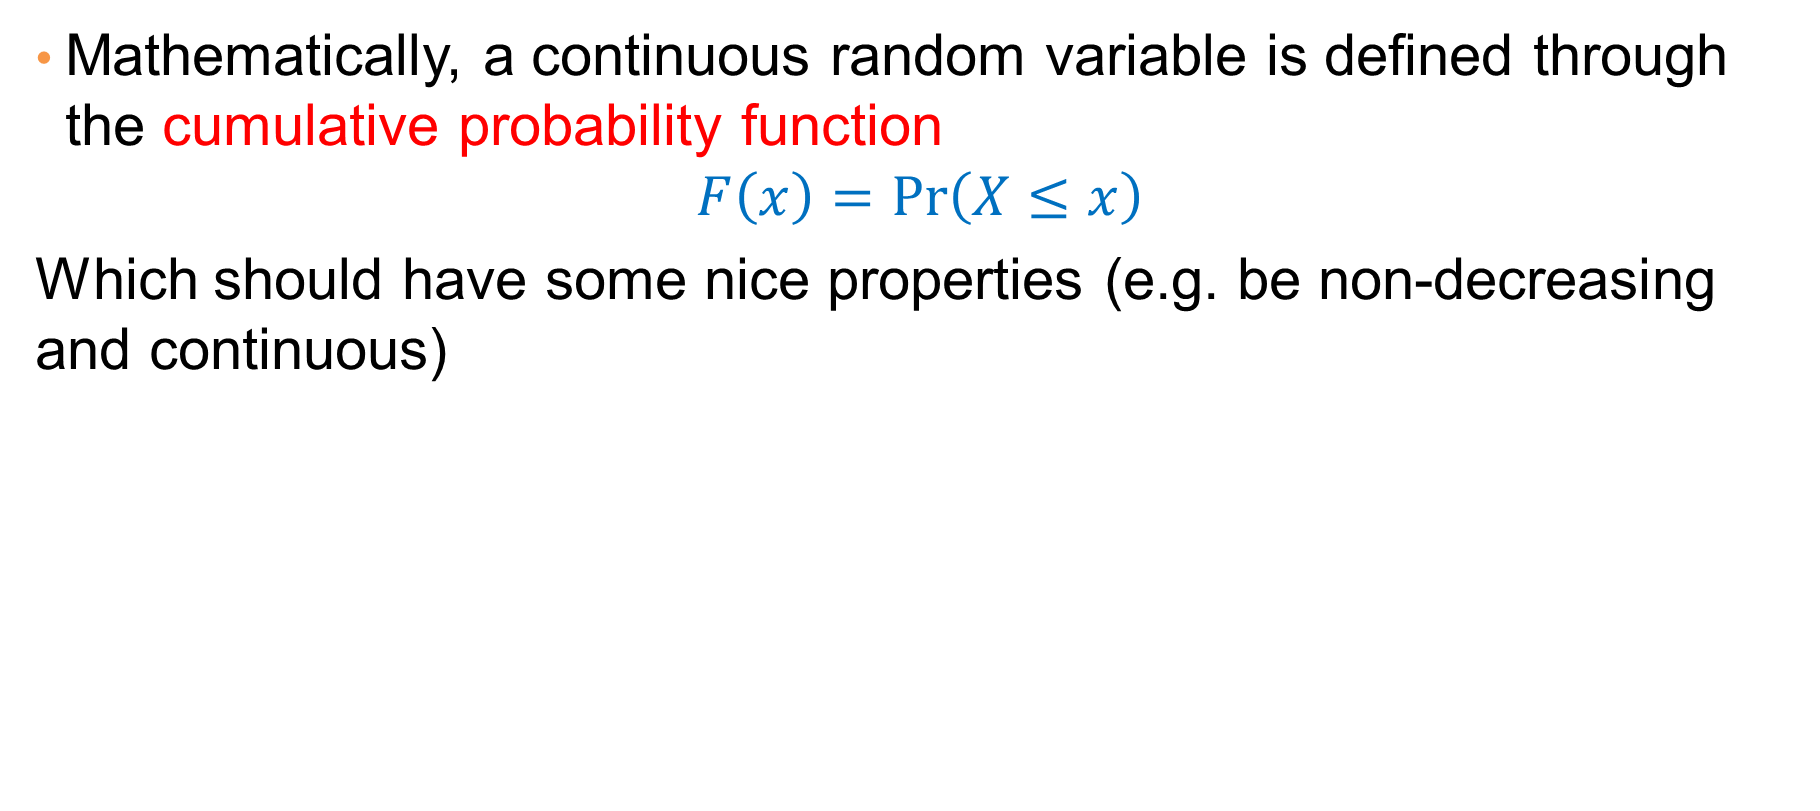 • Mathematically, a continuous random variable is defined through
the cumulative probability function
F(x) = Pr(X ≤ x)
Which should have some nice properties (e.g. be non-decreasing
and continuous)